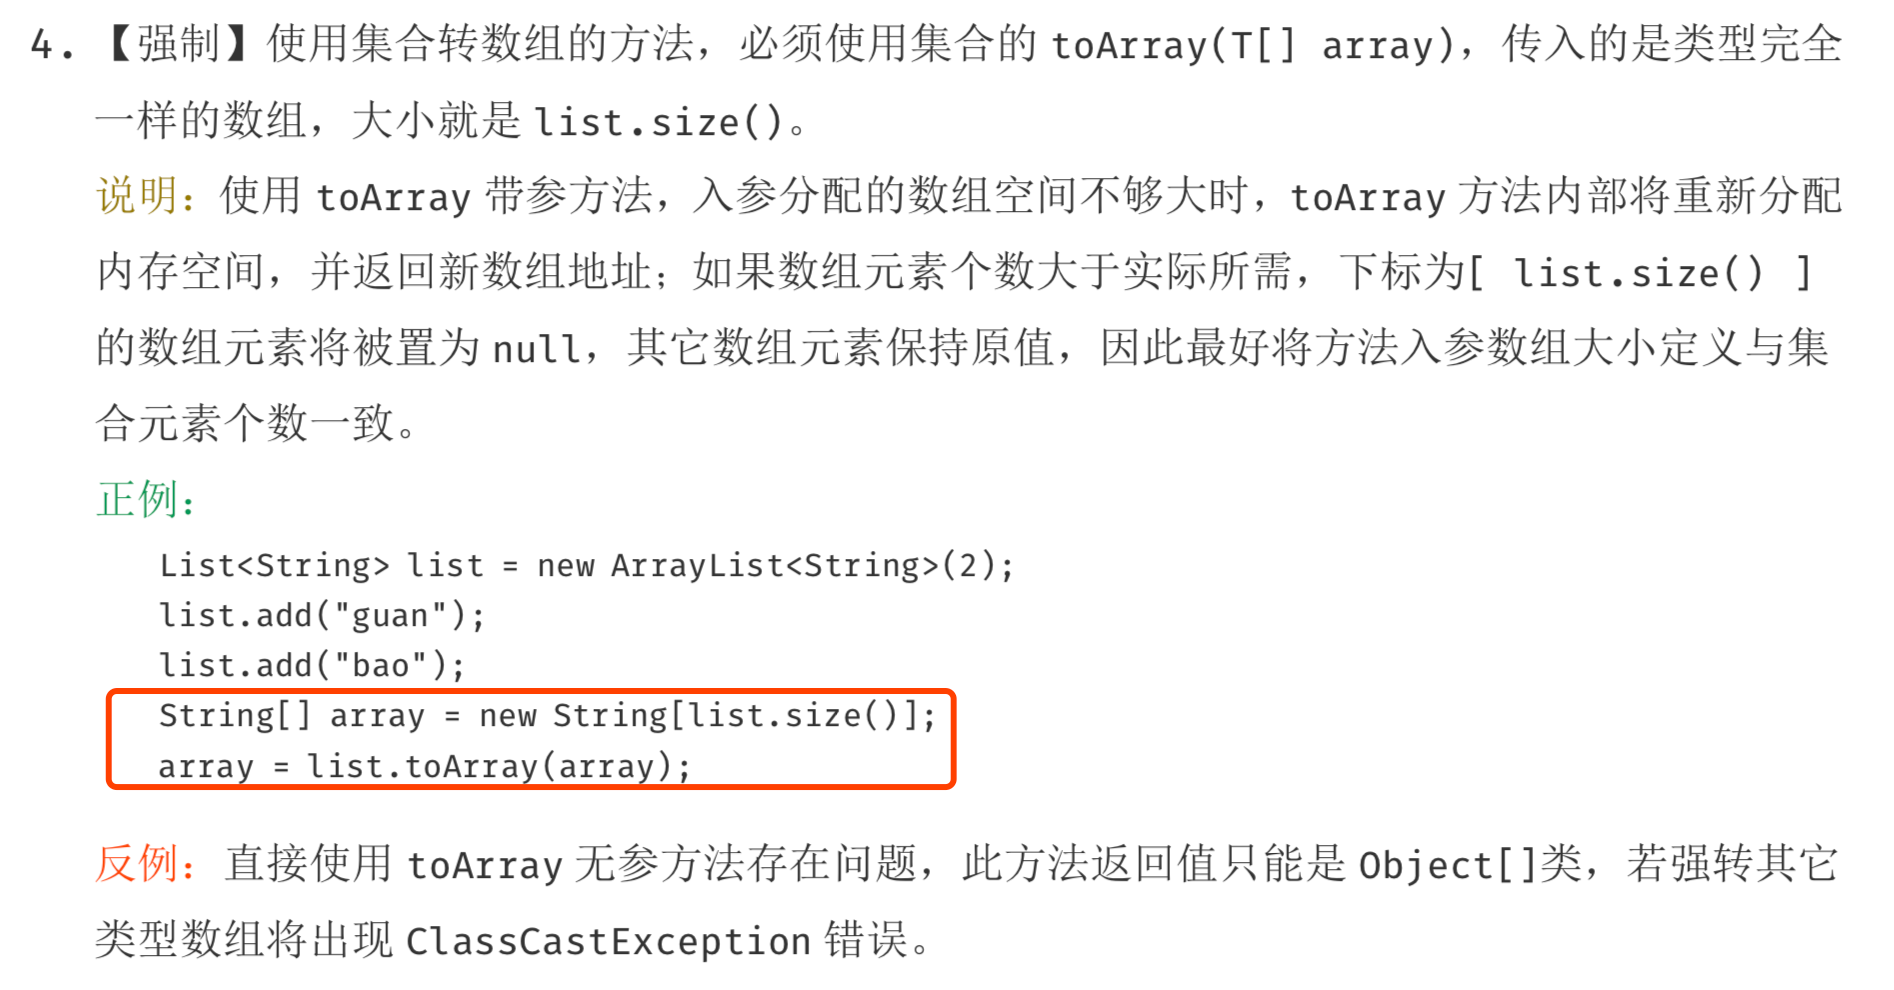 4. 【强制】使用集合转数组的方法，必须使用集合的 toArray(T[] array)，传入的是类型完全
一样的数组，大小就是 list.size()。
说明：使用 toArray 带参方法，入参分配的数组空间不够大时，toArray 方法内部将重新分配
内存空间，并返回新数组地址；如果数组元素个数大于实际所需，下标为[ list.size() ]
的数组元素将被置为 null，其它数组元素保持原值，因此最好将方法入参数组大小定义与集
合元素个数一致。
正例：
List<String> list = new ArrayList<String>(2);
list.add("guan");
list.add("bao");
String[] array = new String[list.size()];
array = list.toArray(array);
反例：直接使用 toArray 无参方法存在问题，此方法返回值只能是 Object[]类，若强转其它
类型数组将出现 ClassCastException 错误。